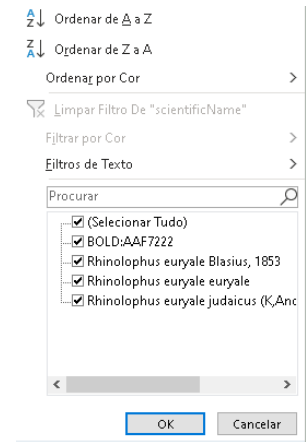 Ordenar de A a Z
Ordenar de Z a A
Ordenar por Cor
Limpar Filtro De "scientificName"
Filtrar por Cor
Filtros de Texto
Procurar
(Selecionar Tudo)
BOLD:AAF7222
Rhinolophus euryale Blasius, 1853
Rhinolophus euryale euryale
Rhinolophus euryale judaicus (K,Anc
OK Cancelar